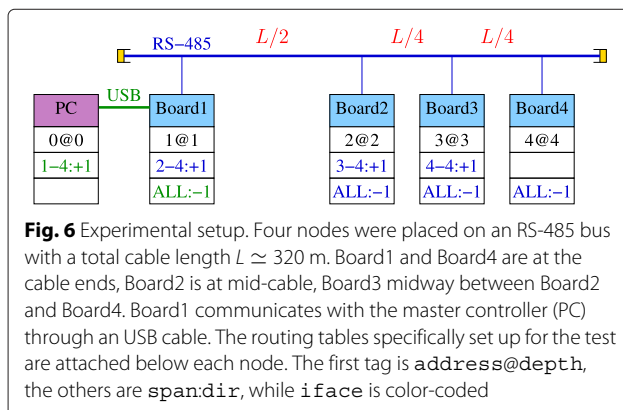 RS−485 L/2 L/4 L/4
USB
PC Board1 Board2 Board3 Board4
0@0 1@1 2@2 3@3 4@4
1−4:+1 2−4:+1 3−4:+1 4−4:+1
ALL:−1 ALL:−1 ALL:−1 ALL:−1
Fig. 6 Experimental setup. Four nodes were placed on an RS-485 bus
with a total cable length L ≃ 320 m. Board1 and Board4 are at the
cable ends, Board2 is at mid-cable, Board3 midway between Board2
and Board4. Board1 communicates with the master controller (PC)
through an USB cable. The routing tables specifically set up for the test
are attached below each node. The first tag is address@depth,
the others are span:dir, while iface is color-coded